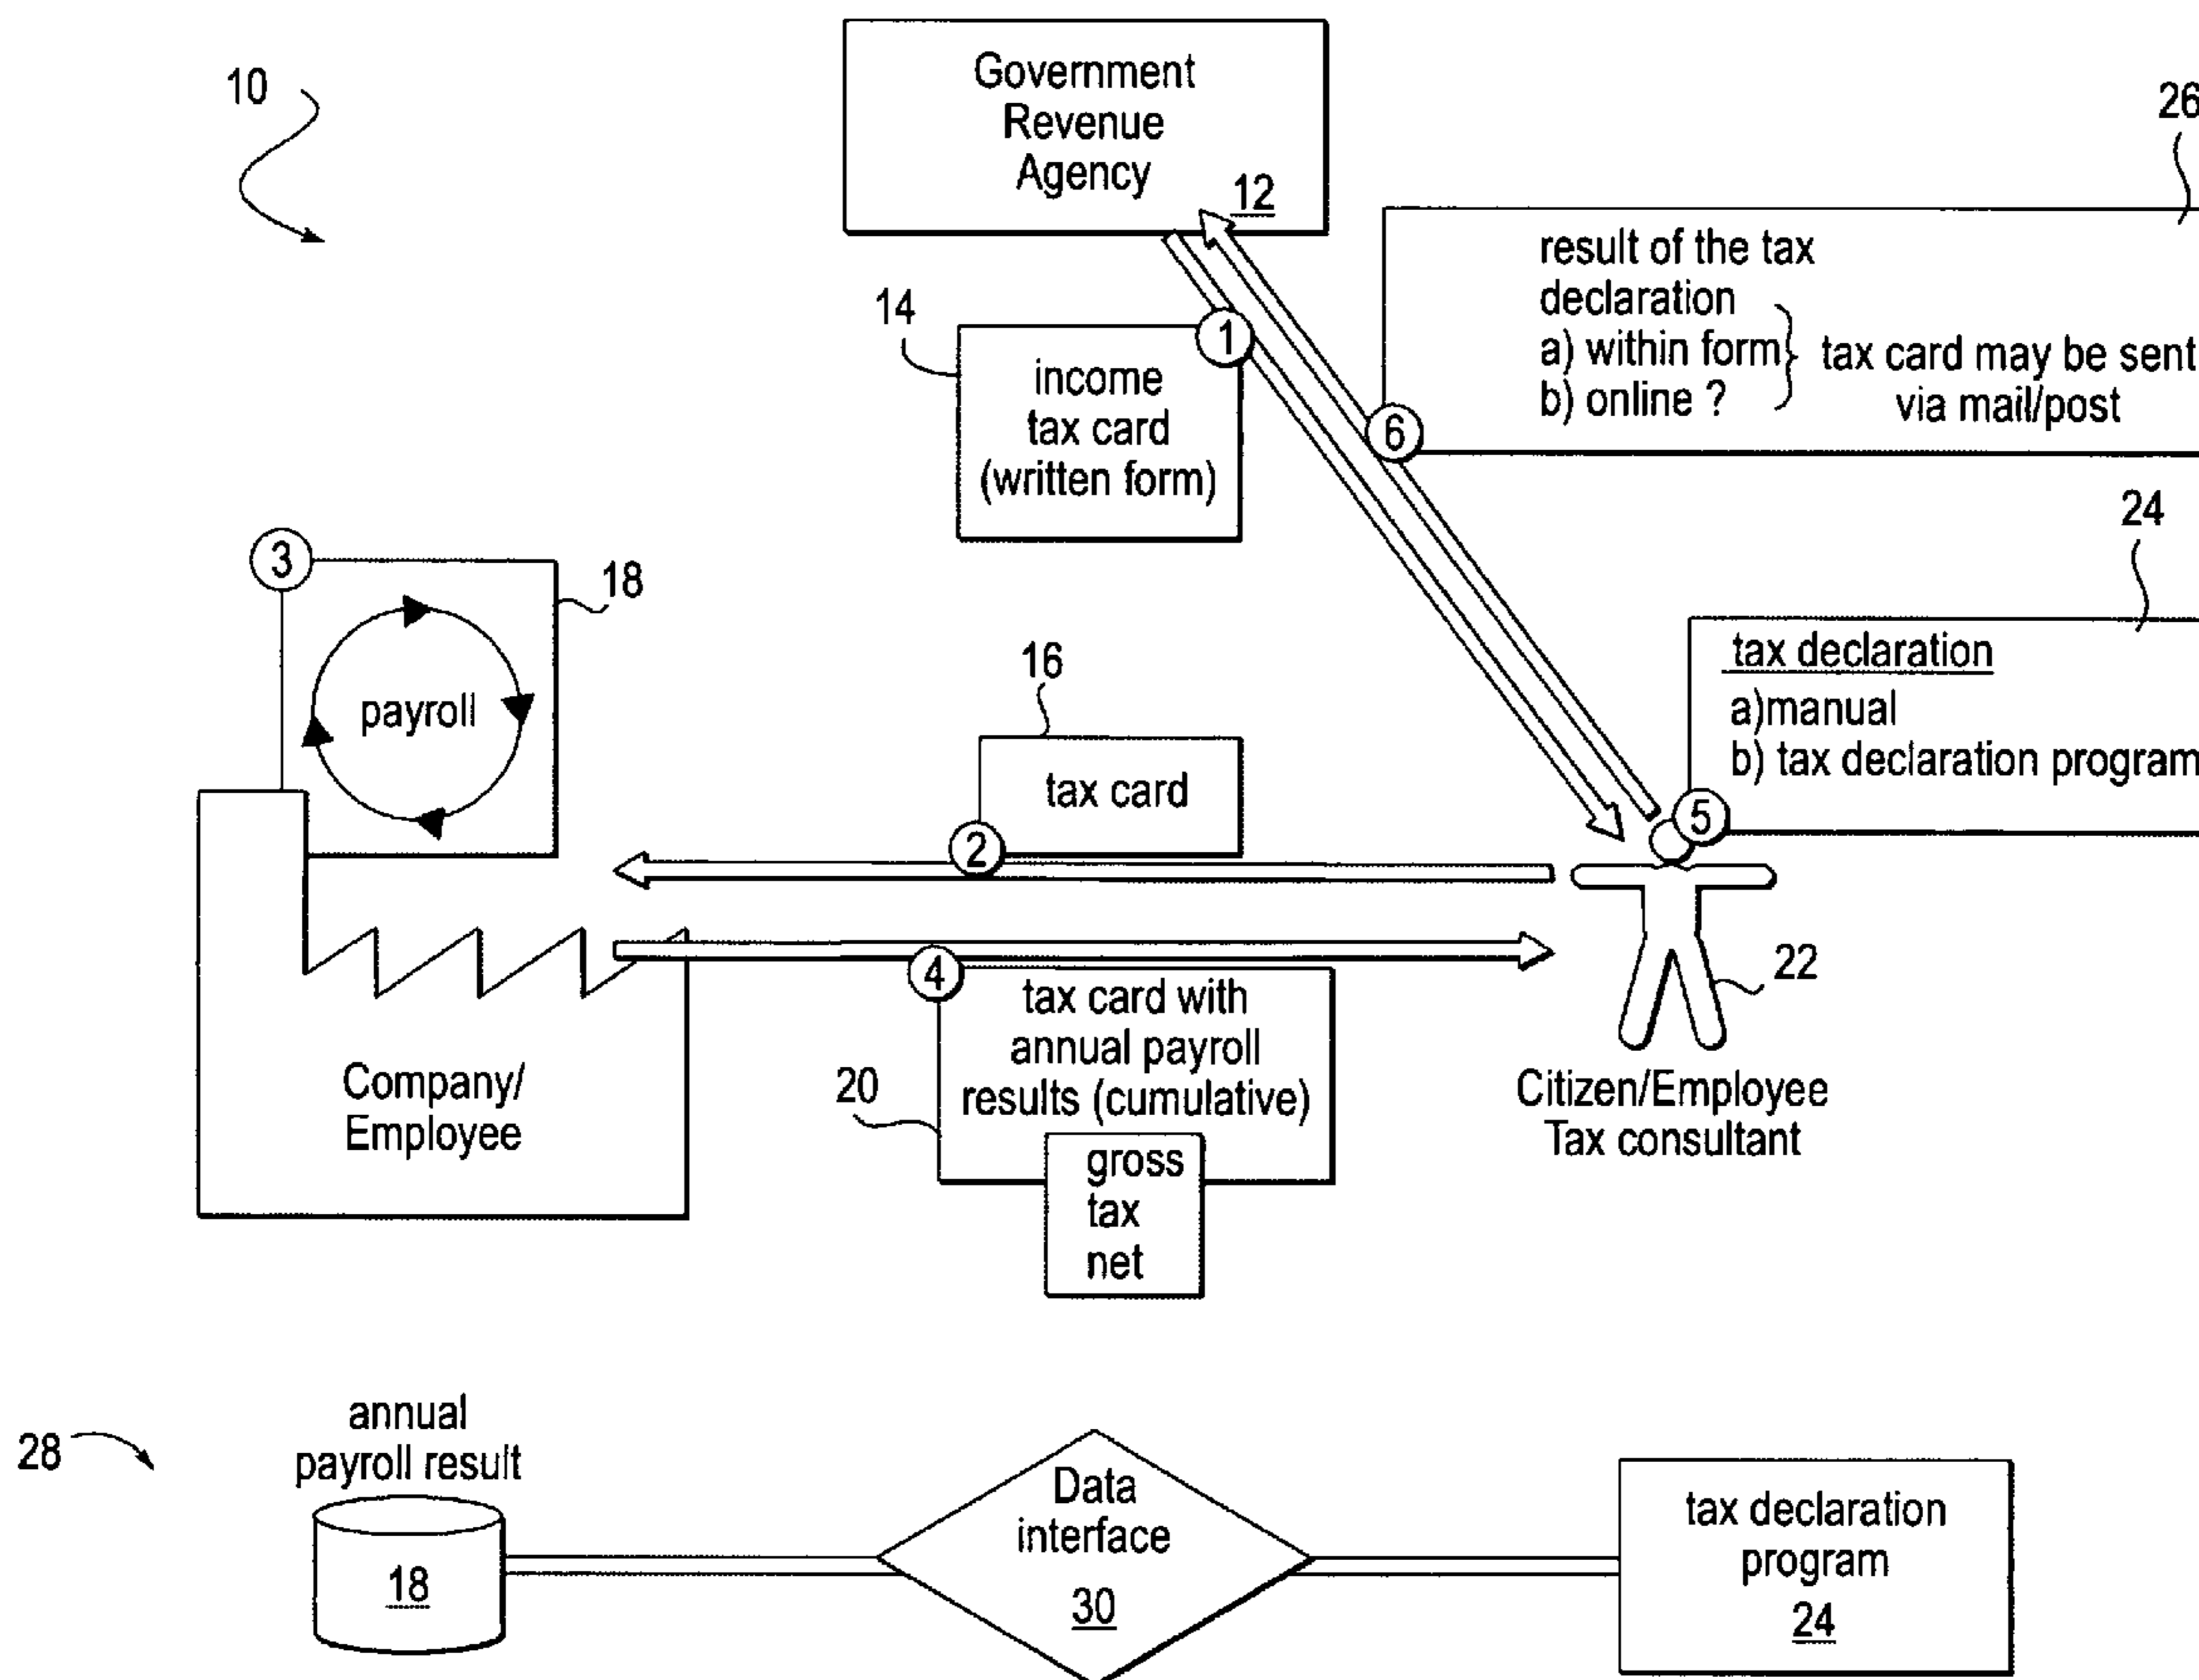 10
Government
Revenue
Agency
12
26
result of the tax
declaration
a) within form
b) online ?
tax card may be sent
via mail/post
6
14
1
income
tax card
(written form)
3
18
payroll
24
tax declaration
a)manual
b) tax declaration program
5
16
tax card
2
4
tax card with
annual payroll
results (cumulative)
20
gross
tax
net
22
Company/
Employee
Citizen/Employee
Tax consultant
28
annual
payroll result
18
Data
interface
30
tax declaration
program
24